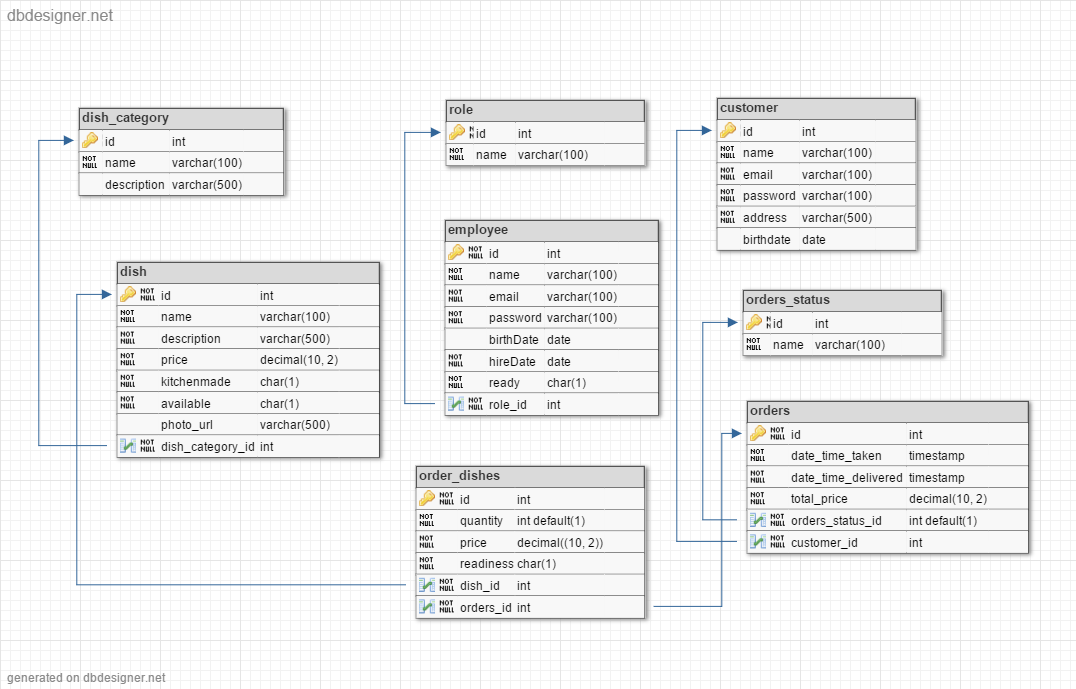 dbdesigner.net
dish_category
id int
NOT NULL name varchar(100)
description varchar(500)
role
N N id int
NOT NULL name varchar(100)
customer
id int
NOT NULL name varchar(100)
NOT NULL email varchar(100)
NOT NULL password varchar(100)
NOT NULL address varchar(500)
birthdate date
employee
NOT NULL id int
NOT NULL name varchar(100)
NOT NULL email varchar(100)
NOT NULL password varchar(100)
birthDate date
NOT NULL hireDate date
NOT NULL ready char(1)
NOT NULL role_id int
dish
NOT NULL id int
NOT NULL name varchar(100)
NOT NULL description varchar(500)
NOT NULL price decimal(10, 2)
NOT NULL kitchenmade char(1)
NOT NULL available char(1)
photo_url varchar(500)
NOT NULL dish_category_id int
orders_status
N N id int
NOT NULL name varchar(100)
orders
NOT NULL id int
NOT NULL date_time_taken timestamp
NOT NULL date_time_delivered timestamp
NOT NULL total_price decimal(10, 2)
NOT NULL orders_status_id int default(1)
NOT NULL customer_id int
order_dishes
NOT NULL id int
NOT NULL quantity int default(1)
NOT NULL price decimal((10, 2))
NOT NULL readiness char(1)
NOT NULL dish_id int
NOT NULL orders_id int
generated on dbdesigner.net